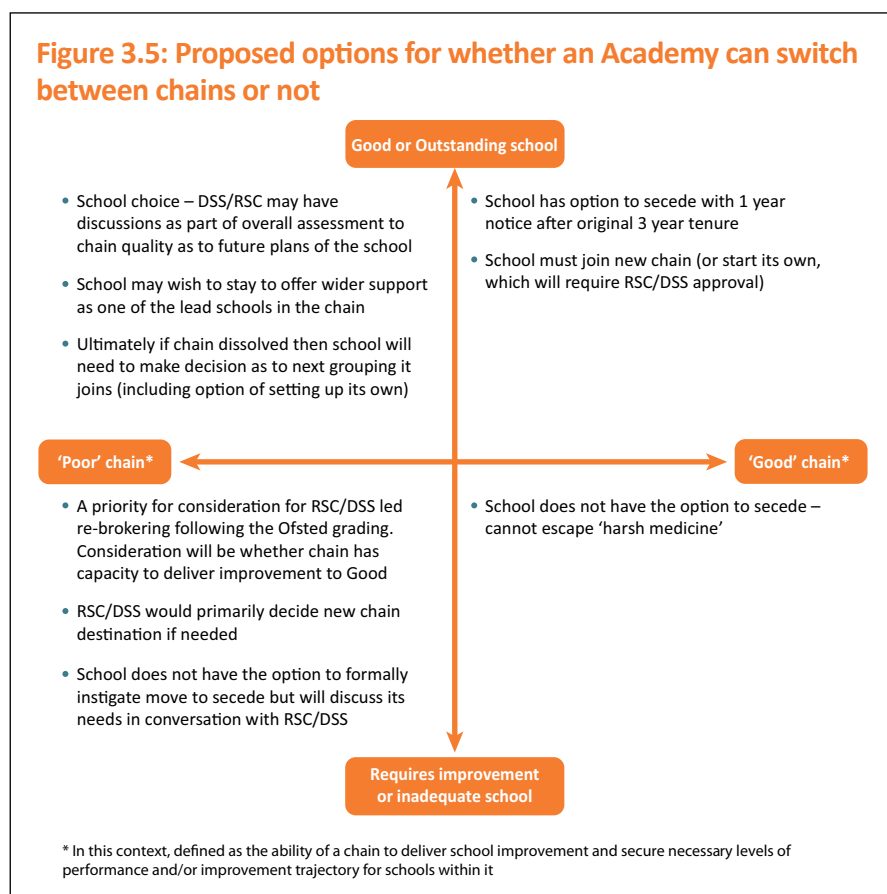 Figure 3.5: Proposed options for whether an Academy can switch
between chains or not
Good or Outstanding school
• School choice – DSS/RSC may have
discussions as part of overall assessment to
chain quality as to future plans of the school
• School may wish to stay to offer wider support
as one of the lead schools in the chain
• Ultimately if chain dissolved then school will
need to make decision as to next grouping it
joins (including option of setting up its own)
• School has option to secede with 1 year
notice after original 3 year tenure
• School must join new chain (or start its own,
which will require RSC/DSS approval)
‘Poor’ chain*
‘Good’ chain*
• A priority for consideration for RSC/DSS led
re-brokering following the Ofsted grading.
Consideration will be whether chain has
capacity to deliver improvement to Good
• RSC/DSS would primarily decide new chain
destination if needed
• School does not have the option to formally
instigate move to secede but will discuss its
needs in conversation with RSC/DSS
• School does not have the option to secede –
cannot escape ‘harsh medicine’
Requires improvement
or inadequate school
* In this context, defined as the ability of a chain to deliver school improvement and secure necessary levels of
performance and/or improvement trajectory for schools within it